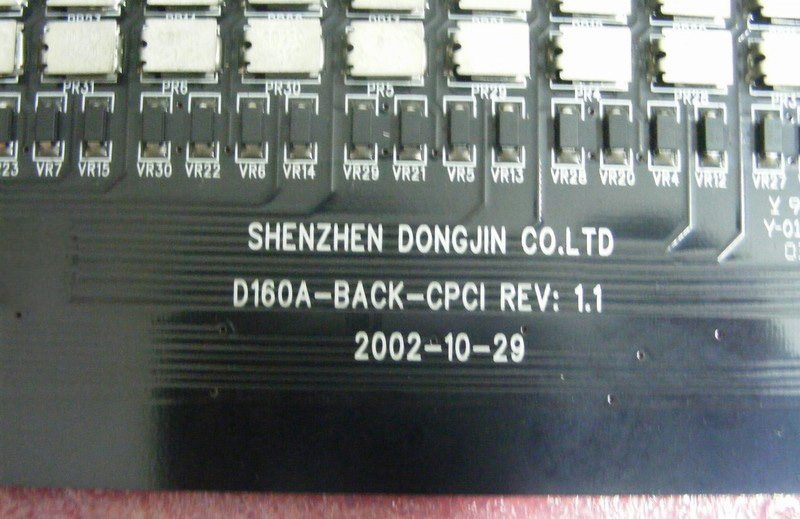 PR31 PR6 PR30 PR5 PR29 PR4 PR28
VR7 VR15 VR30 VR22 VR6 VR14 VR29 VR21 VR5 VR13 VR28 VR20 VR4 VR12 VR27
SHENZHEN DONGJIN CO.LTD
D160A-BACK-CPCI REV: 1.1
2002-10-29